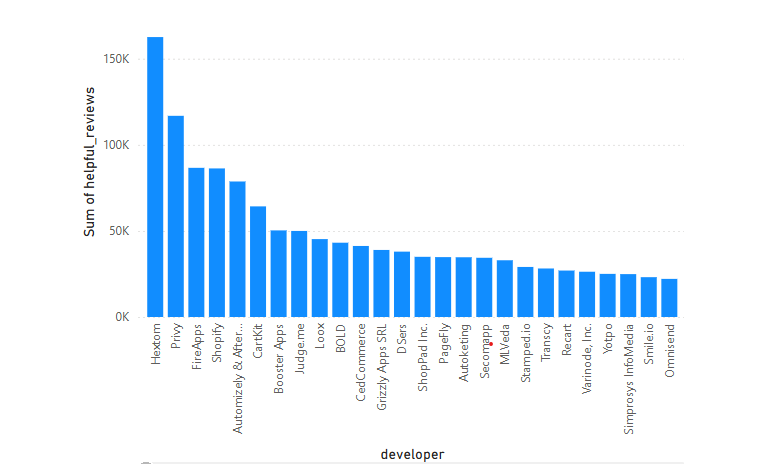 Sum of helpful_reviews
150K
100K
50K
0K
Hextom
Privy
FireApps
Shopify
Automizely & After...
CartKit
Booster Apps
Judge.me
Loox
BOLD
CedCommerce
Grizzly Apps SRL
DSers
ShopPad Inc.
PageFly
Autoketing
Secomapp
MLVeda
Stamped.io
Transcy
Recart
Varinode, Inc.
Yotpo
Simprosys InfoMedia
Smile.io
Omnisend
developer